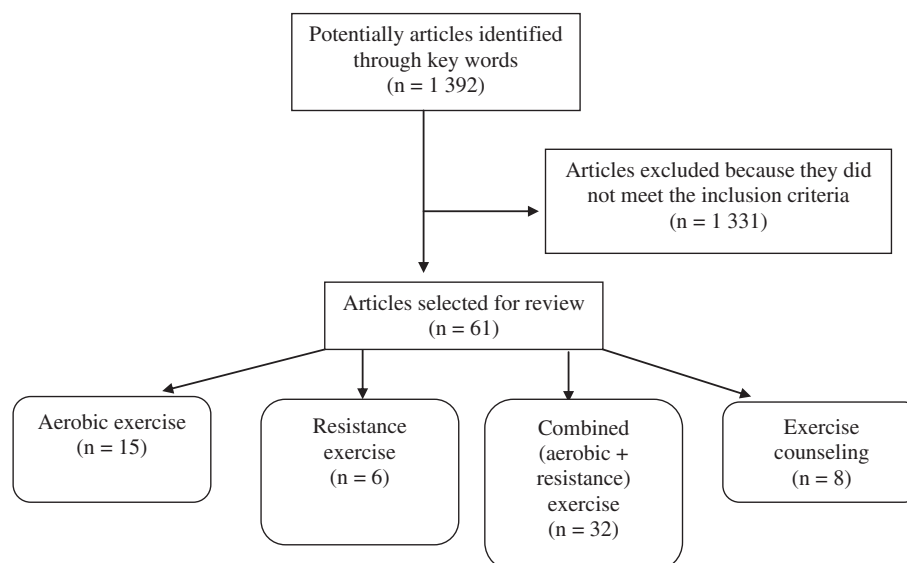 Potentially articles identified
through key words
(n = 1 392)
Articles excluded because they did
not meet the inclusion criteria
(n = 1 331)
Articles selected for review
(n = 61)
Aerobic exercise
(n = 15)
Resistance
exercise
(n = 6)
Combined
(aerobic +
resistance)
exercise
(n = 32)
Exercise
counseling
(n = 8)